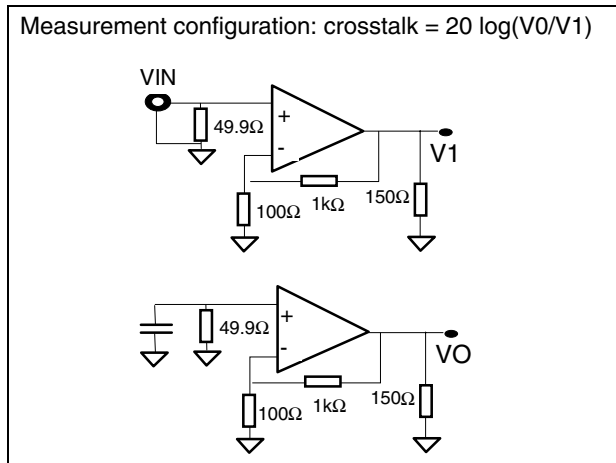 Measurement configuration: crosstalk = 20 log(V0/V1)
VIN
49.9Ω
+
-
V1
1kΩ
150Ω
100Ω
49.9Ω
+
-
VO
1kΩ
150Ω
100Ω